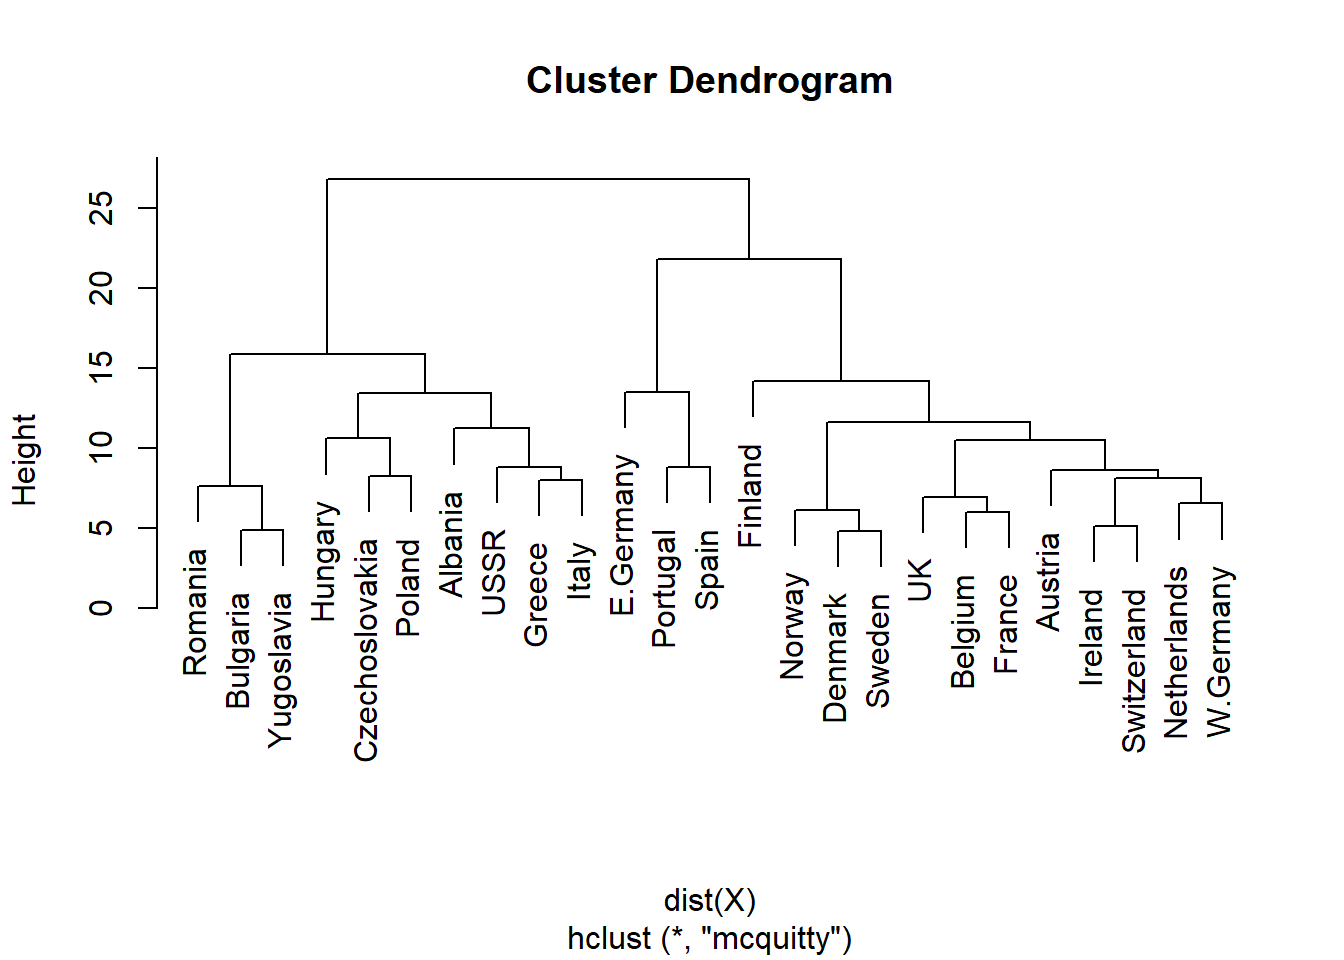 Cluster Dendrogram
Height
25
20
15
10
5
0
Romania
Bulgaria
Yugoslavia
Hungary
Czechoslovakia
Poland
Albania
USSR
Greece
Italy
E.Germany
Portugal
Spain
Finland
Norway
Denmark
Sweden
UK
Belgium
France
Austria
Ireland
Switzerland
Netherlands
W.Germany
dist(X)
hclust (*, "mcquitty")